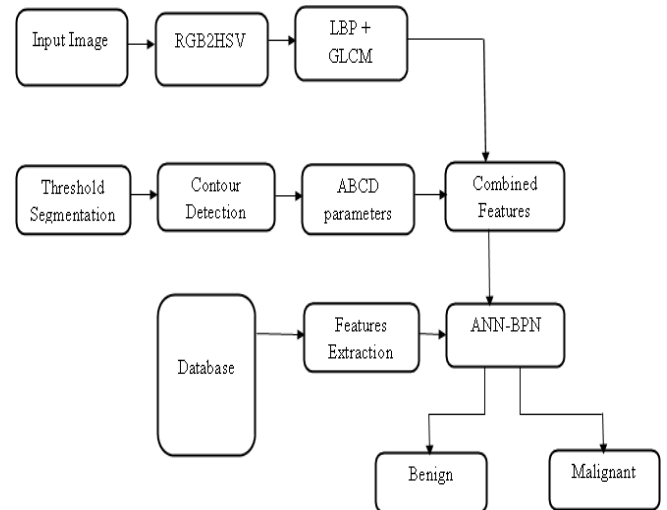 Input Image
RGB2HSV
LBP +
GLCM
Threshold
Segmentation
Contour
Detection
ABCD
parameters
Combined
Features
Database
Features
Extraction
ANN-BPN
Benign
Malignant